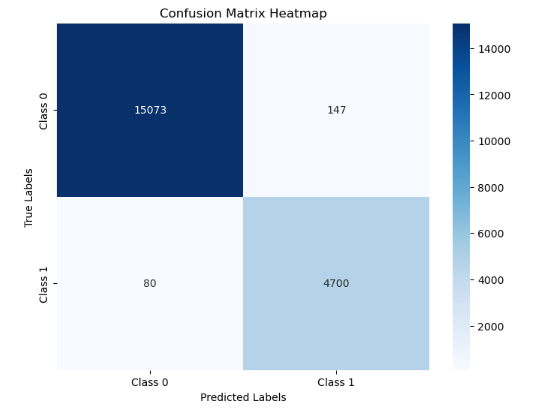 Confusion Matrix Heatmap
True Labels
Class 0
15073
147
Class 1
80
4700
Class 0
Class 1
Predicted Labels
14000
12000
10000
8000
6000
4000
2000